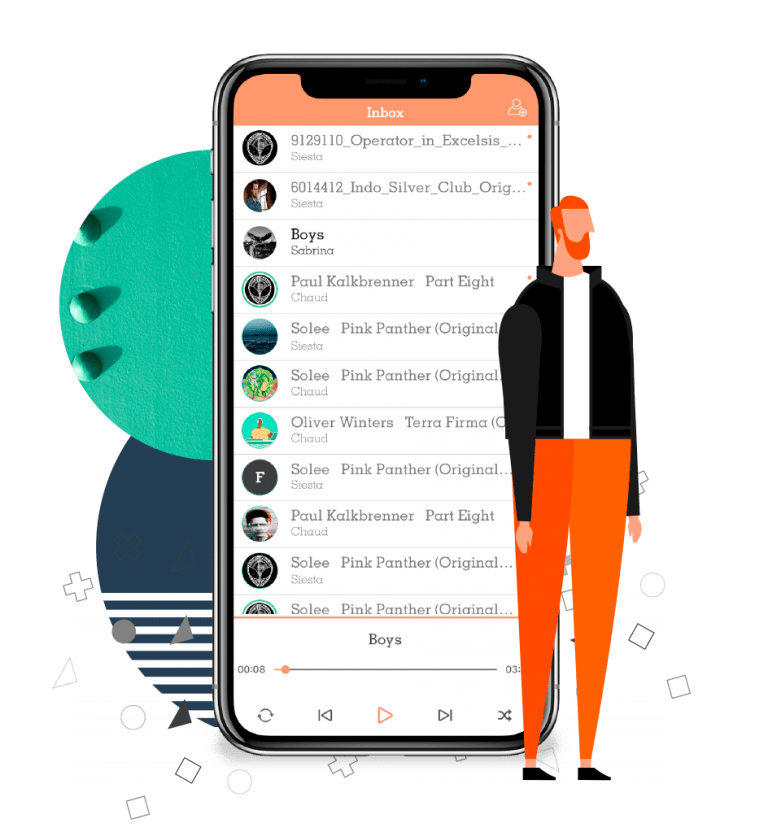 Inbox
9129110_Operator_in_Excelsis_...
Siesta
6014412_Indo_Silver_Club_Orig...
Siesta
Boys
Sabrina
Paul Kalkbrenner Part Eight
Chaud
Solee Pink Panther (Original
Siesta
Solee Pink Panther (Original
Chaud
Oliver Winters Terra Firma (O
Chaud
F
Solee Pink Panther (Original...
Siesta
Paul Kalkbrenner Part Eight
Chaud
Solee Pink Panther (Original...
Siesta
Solee Pink Panther (Original...
Boys
00:08 03: